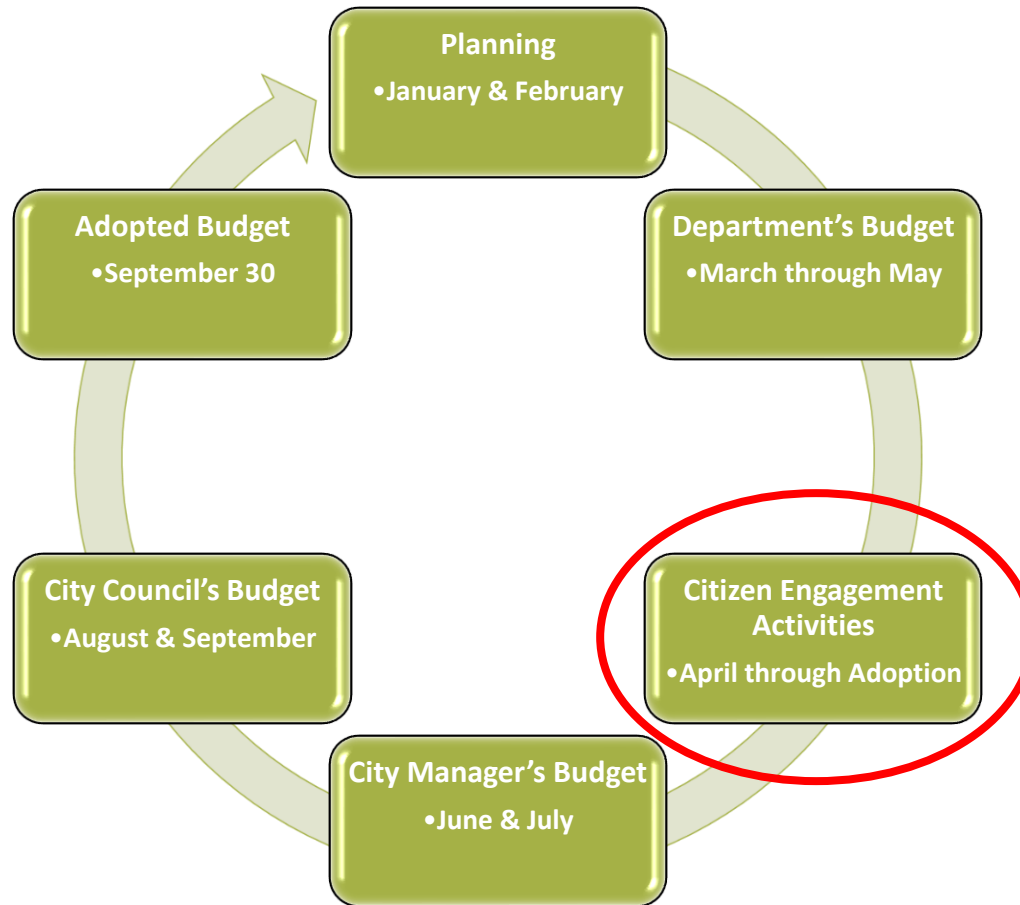 Planning
•January & February
Department’s Budget
•March through May
Citizen Engagement
Activities
•April through Adoption
City Manager’s Budget
•June & July
City Council’s Budget
•August & September
Adopted Budget
•September 30